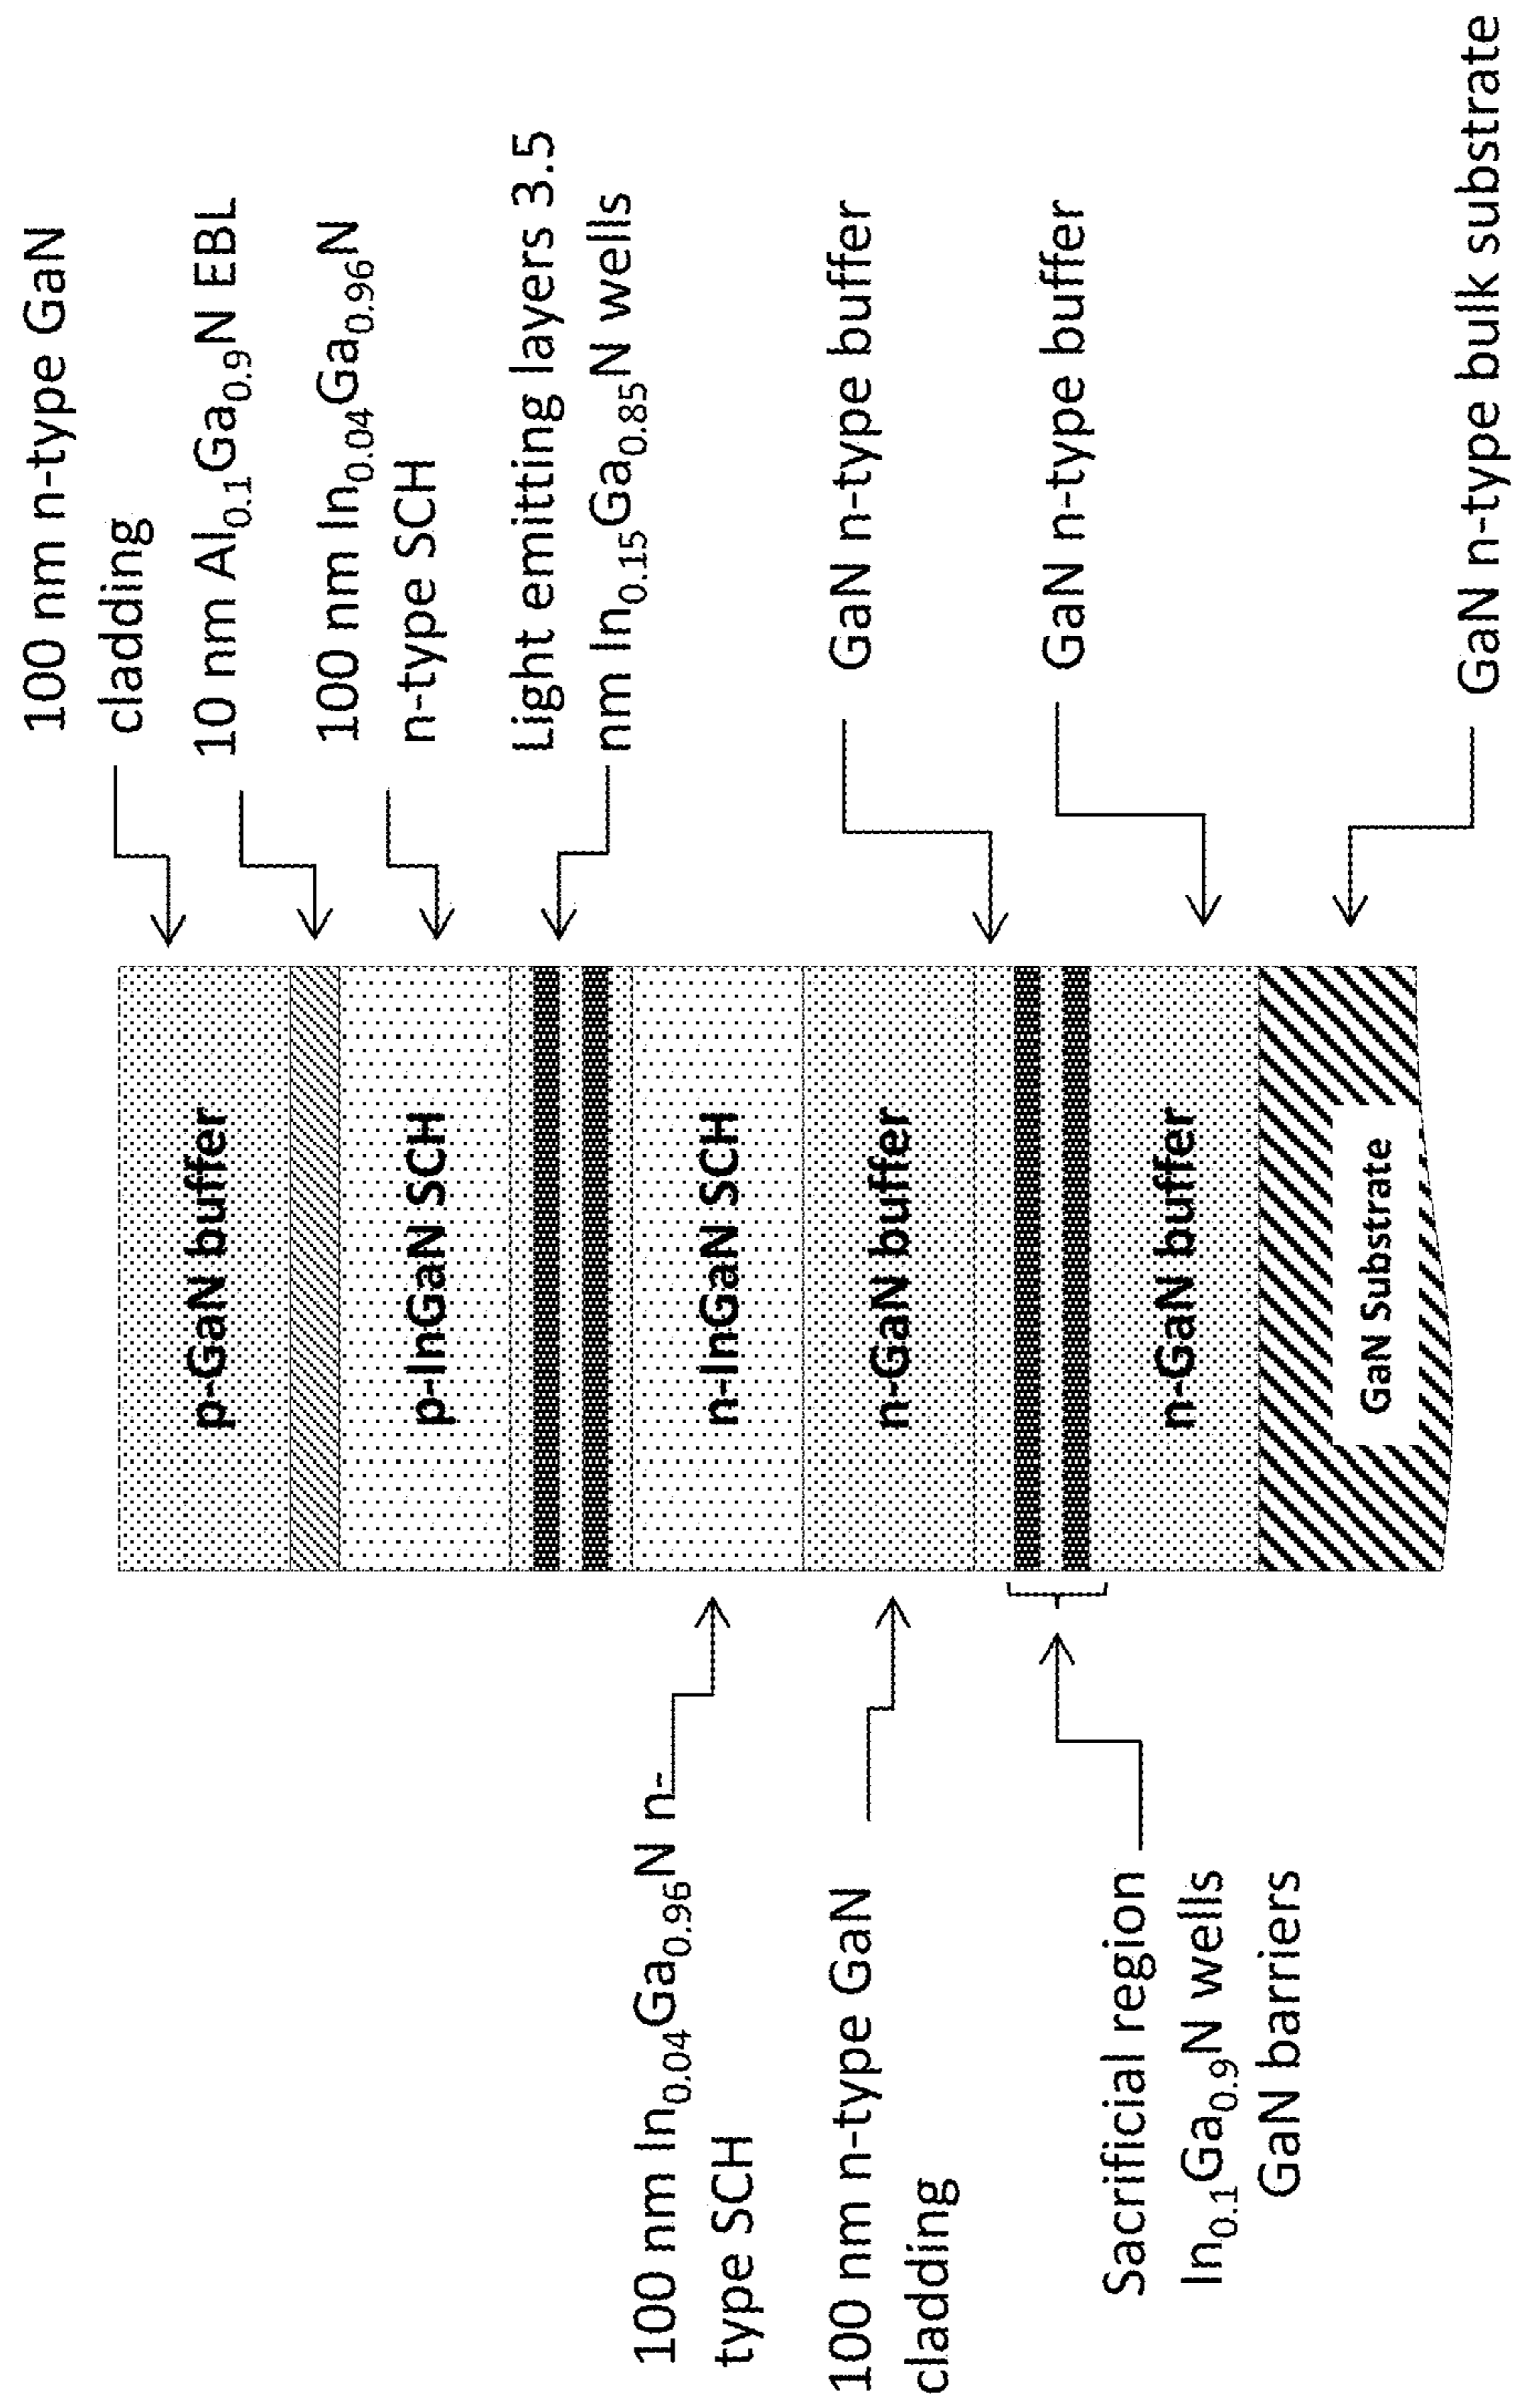 100 nm n-type GaN
cladding
10 nm Al₀.₁Ga₀.₉N EBL
100 nm In₀.₀₄Ga₀.₉₆N
n-type SCH
Light emitting layers 3.5
nm In₀.₁₅Ga₀.₈₅N wells
GaN n-type buffer
GaN n-type buffer
GaN n-type bulk substrate
p-GaN buffer
p-InGaN SCH
n-InGaN SCH
n-GaN buffer
n-GaN buffer
GaN Substrate
100 nm In₀.₀₄Ga₀.₉₆N n-
type SCH
100 nm n-type GaN
cladding
Sacrificial region
In₀.₁Ga₀.₉N wells
GaN barriers